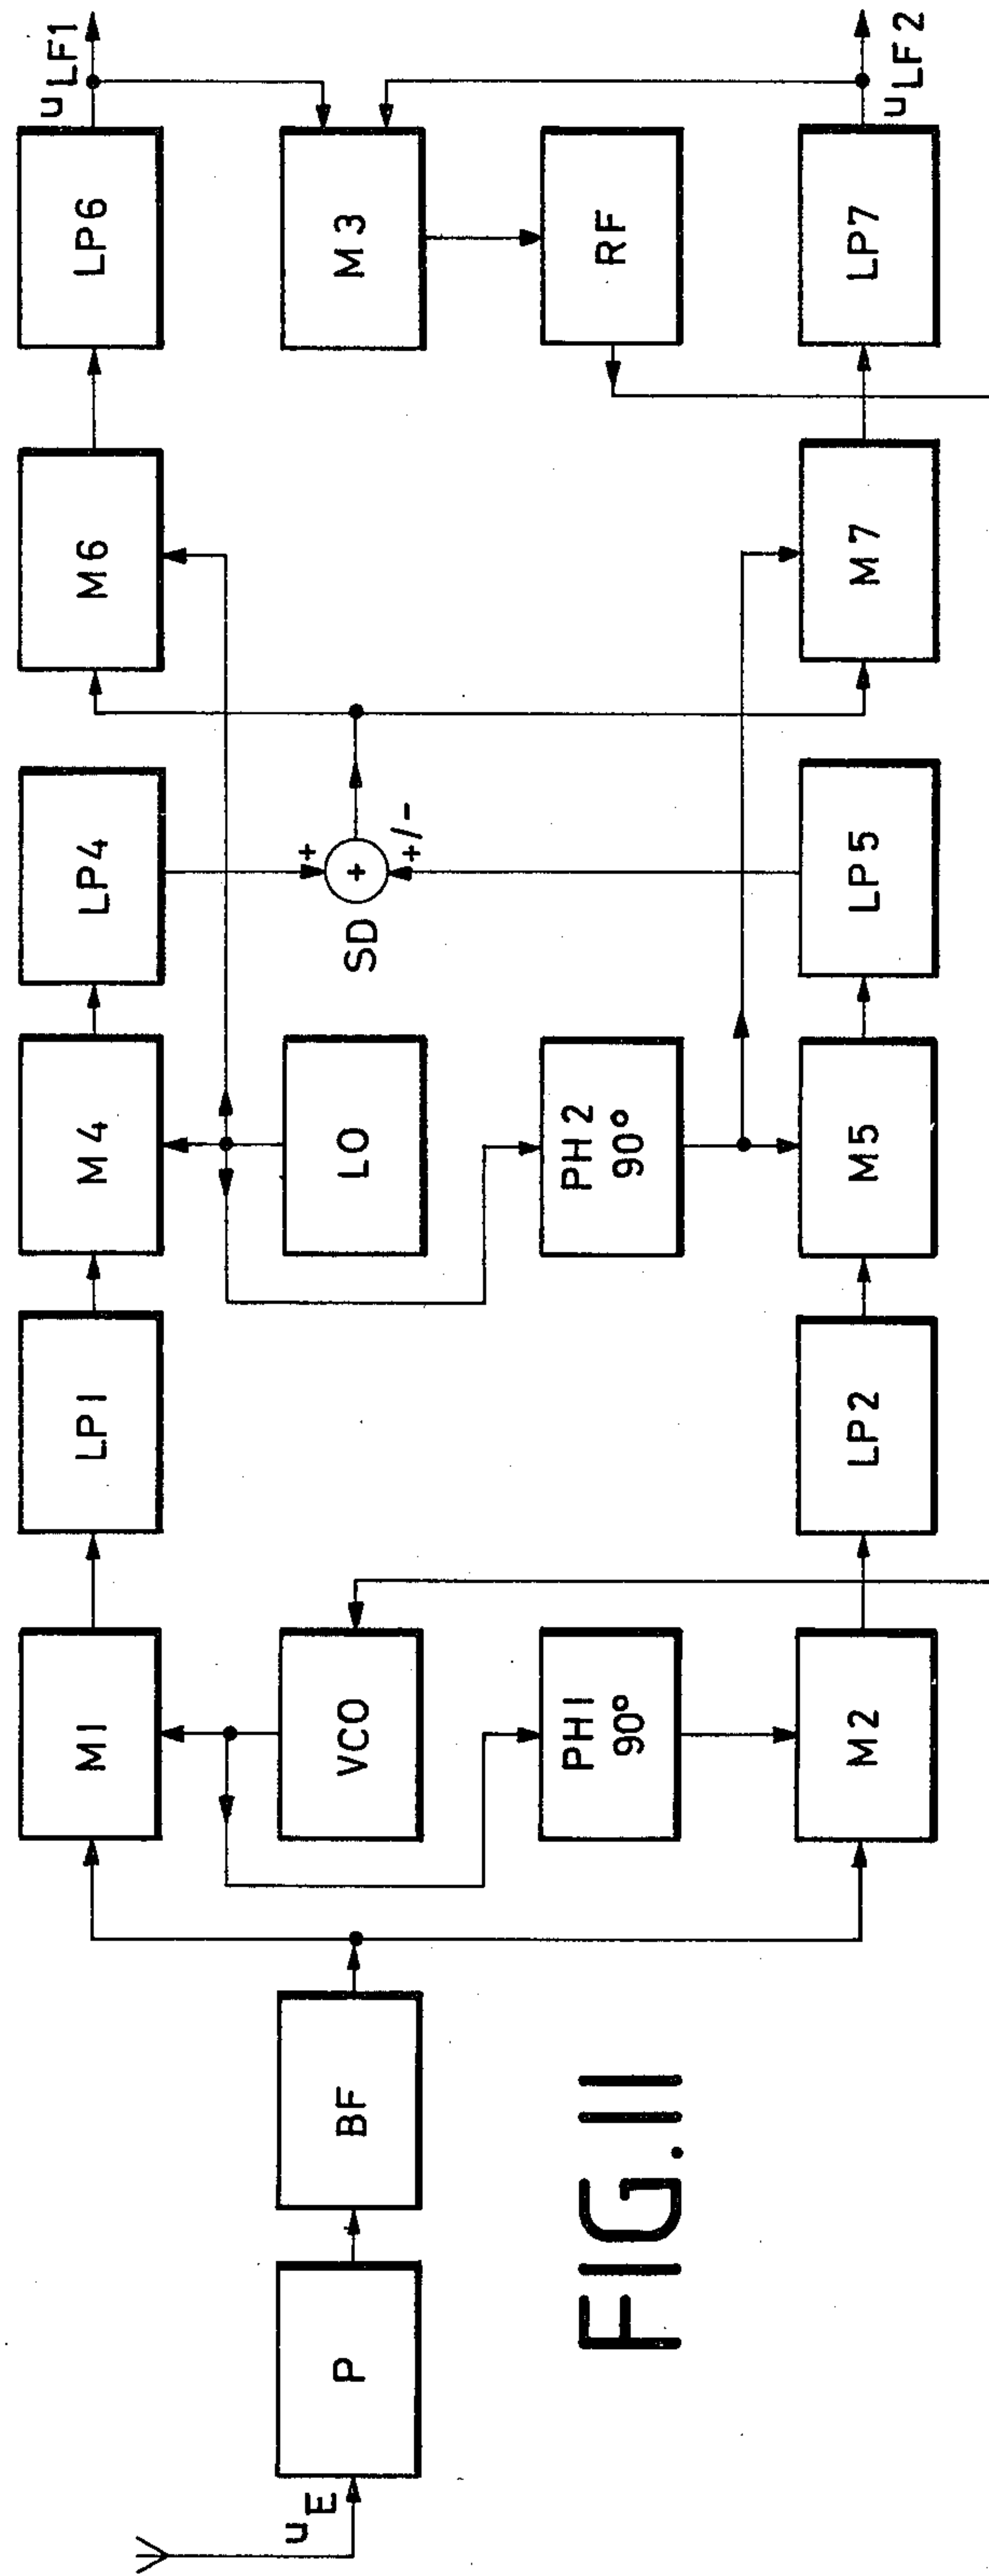 u_E
P
BF
M1
VCO
PH1
90°
M2
LP1
LP2
M4
LO
PH2
90°
M5
LP4
+
+
SD
+/-
LP5
M6
M7
LP6
M3
RF
LP7
u_LF1
u_LF2
FIG.11